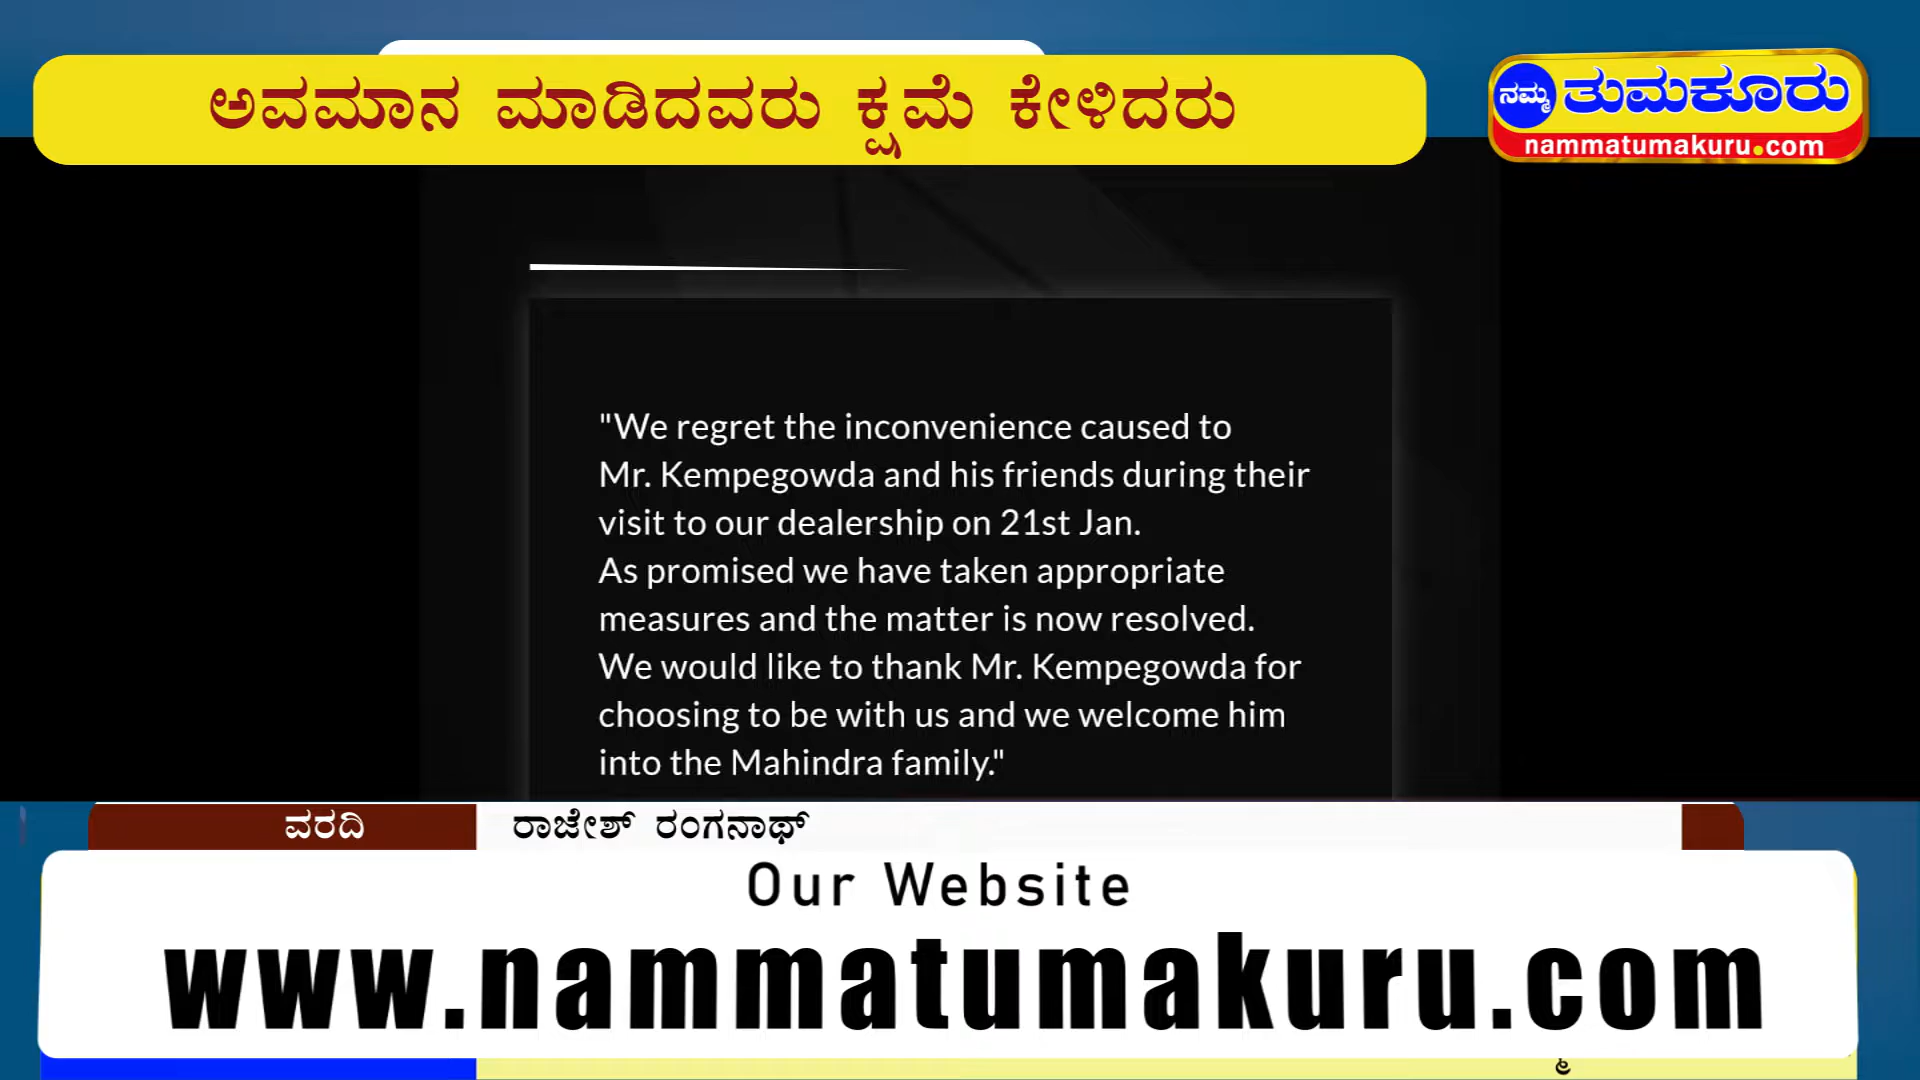 ಅವಮಾನ ಮಾಡಿದವರು ಕ್ಷಮೆ ಕೇಳಿದರು
ನಮ್ಮ ತುಮಕೂರು
nammatumakuru.com
"We regret the inconvenience caused to
Mr. Kempegowda and his friends during their
visit to our dealership on 21st Jan.
As promised we have taken appropriate
measures and the matter is now resolved.
We would like to thank Mr. Kempegowda for
choosing to be with us and we welcome him
into the Mahindra family."
ವರದಿ ರಾಜೇಶ್ ರಂಗನಾಥ್
Our Website
www.nammatumakuru.com